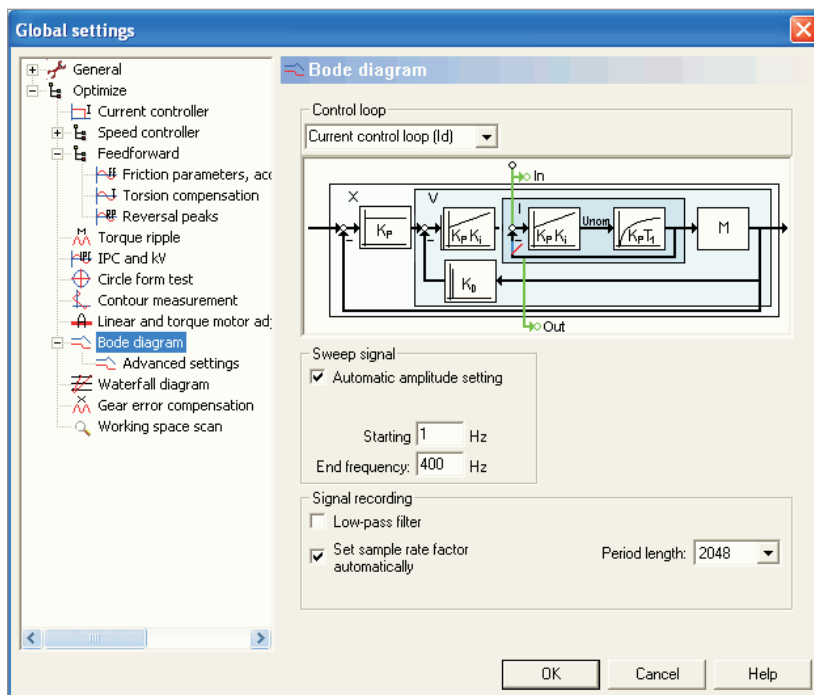 Global settings
General
Optimize
Current controller
Speed controller
Feedforward
Friction parameters, acc
Torsion compensation
Reversal peaks
Torque ripple
IPC and kV
Circle form test
Contour measurement
Linear and torque motor adj
Bode diagram
Advanced settings
Waterfall diagram
Gear error compensation
Working space scan
Bode diagram
Control loop
Current control loop (Id)
In
X
V
I
KP
KP Ki
KP Ki
Unom
KPT1
M
KD
Out
Sweep signal
Automatic amplitude setting
Starting 1 Hz
End frequency: 400 Hz
Signal recording
Low-pass filter
Set sample rate factor
automatically
Period length: 2048
OK Cancel Help